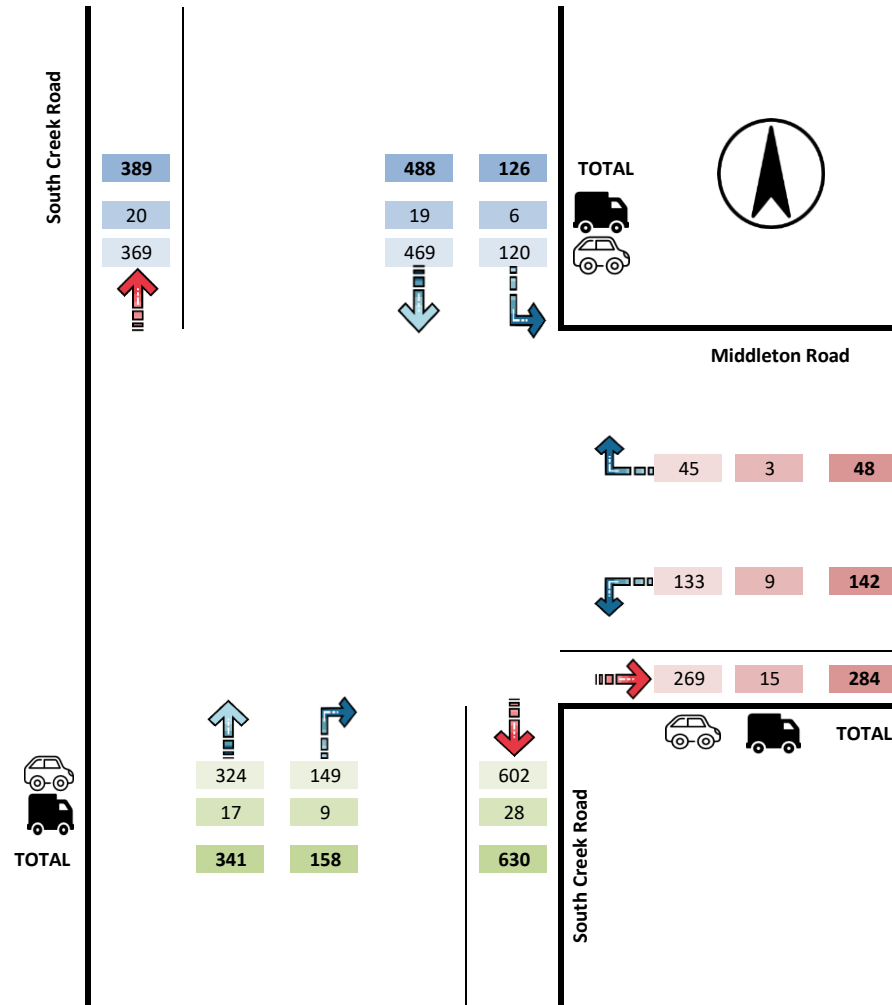 South Creek Road
389 488 126 TOTAL
20 19 6
369 469 120
Middleton Road
45 3 48
133 9 142
269 15 284
TOTAL
324 149 602
17 9 28
TOTAL 341 158 630
South Creek Road